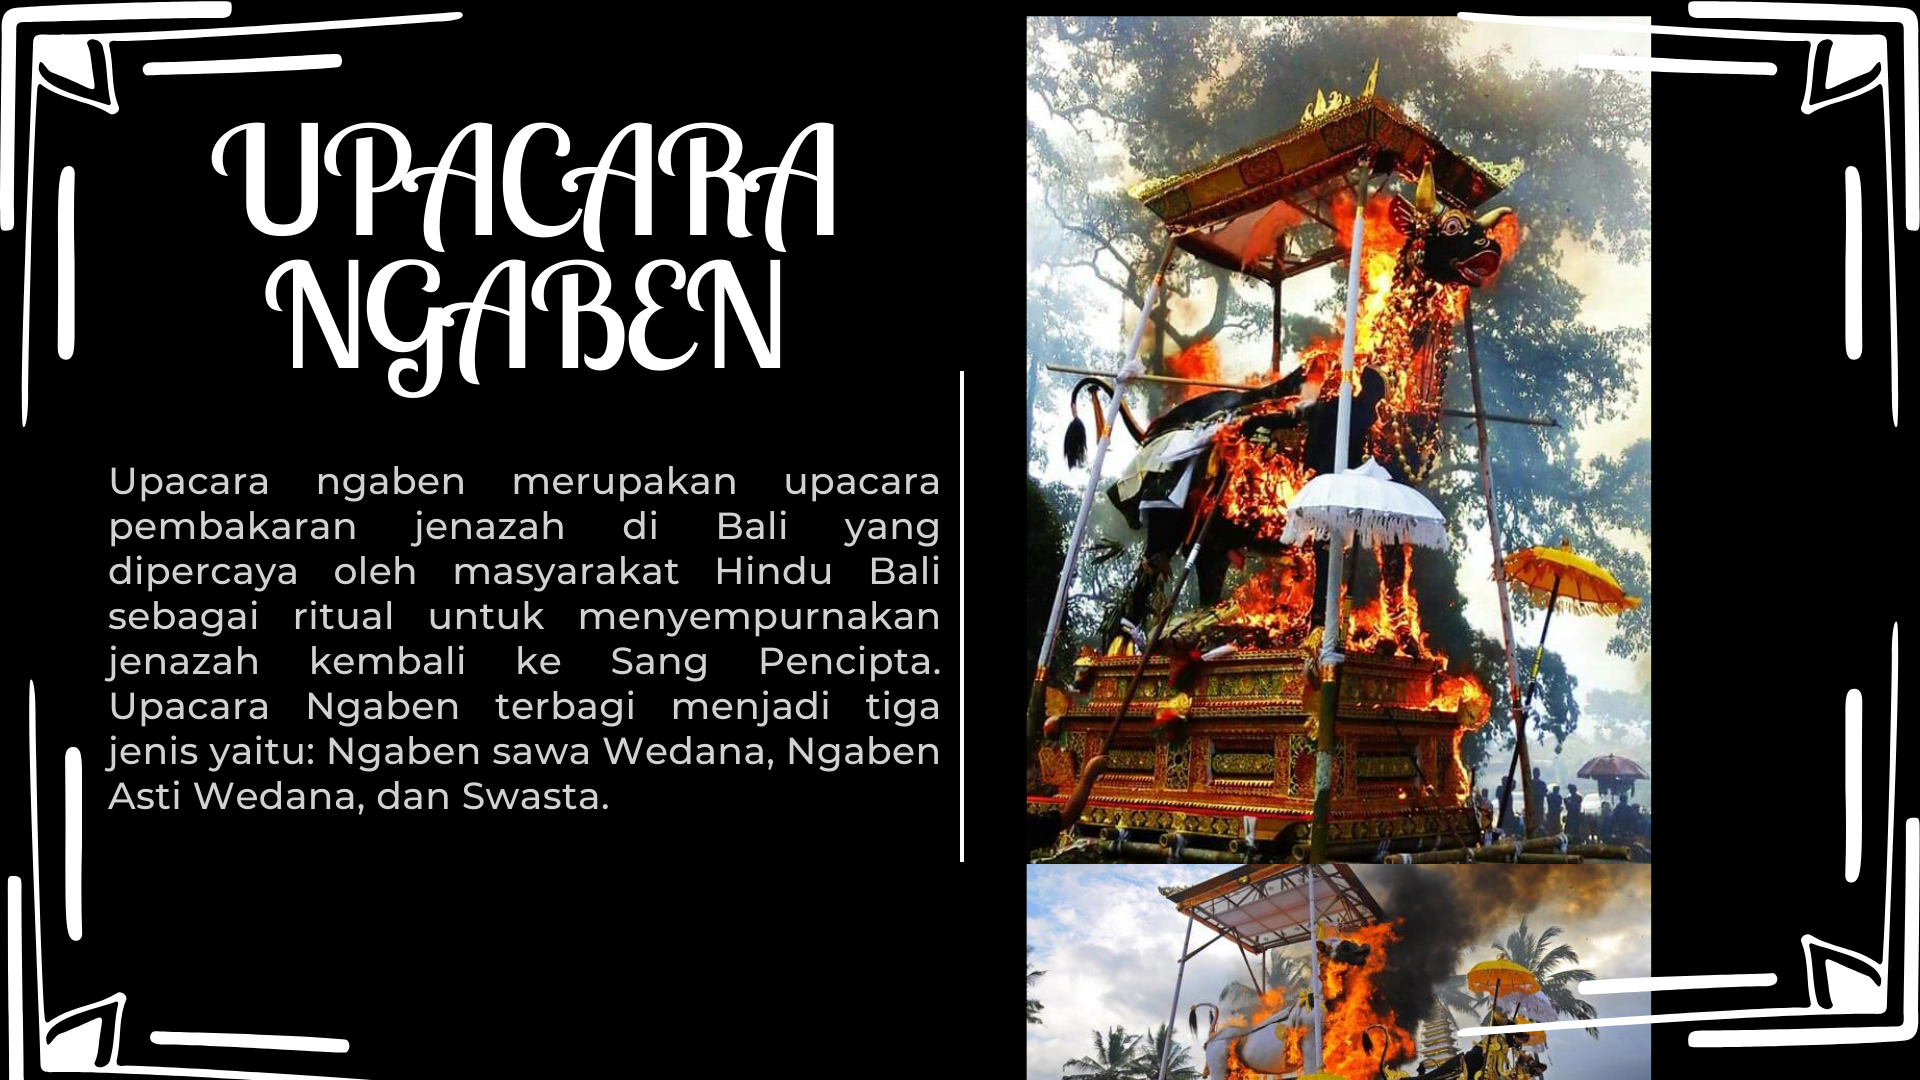 UPACARA
NGABEN
Upacara ngaben merupakan upacara
pembakaran jenazah di Bali yang
dipercaya oleh masyarakat Hindu Bali
sebagai ritual untuk menyempurnakan
jenazah kembali ke Sang Pencipta.
Upacara Ngaben terbagi menjadi tiga
jenis yaitu: Ngaben sawa Wedana, Ngaben
Asti Wedana, dan Swasta.